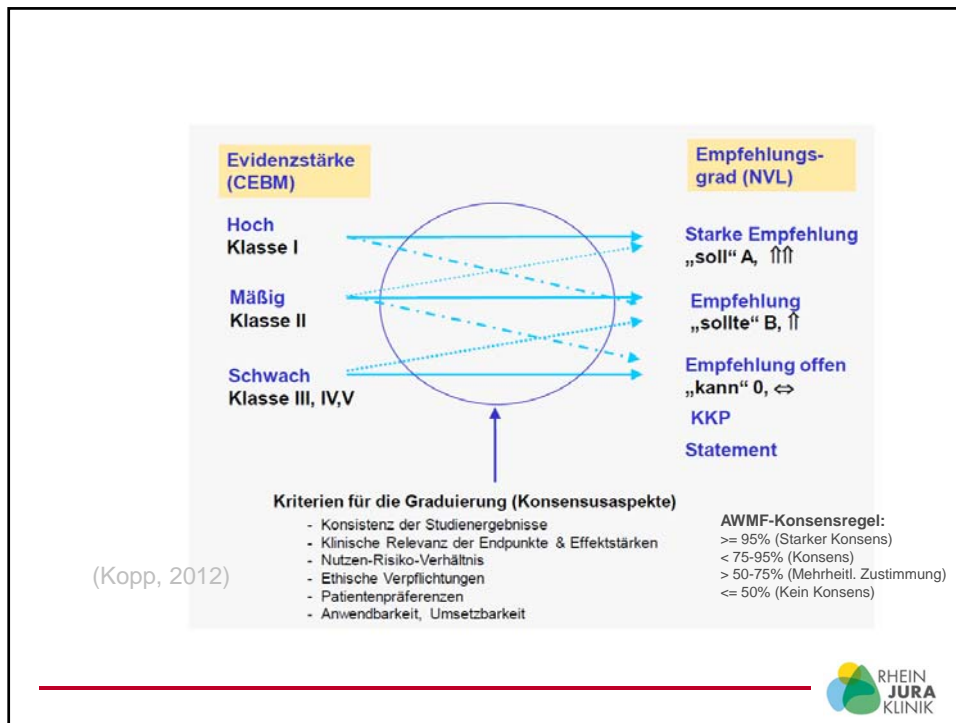 Evidenzstärke
(CEBM)
Hoch
Klasse I
Mäßig
Klasse II
Schwach
Klasse III, IV,V
Empfehlungs-
grad (NVL)
Starke Empfehlung
„soll“ A, ⇑⇑
Empfehlung
„sollte“ B, ⇑
Empfehlung offen
„kann“ 0, ⇔
KKP
Statement
Kriterien für die Graduierung (Konsensusaspekte)
- Konsistenz der Studienergebnisse
- Klinische Relevanz der Endpunkte & Effektstärken
- Nutzen-Risiko-Verhältnis
- Ethische Verpflichtungen
- Patientenpräferenzen
- Anwendbarkeit, Umsetzbarkeit
(Kopp, 2012)
AWMF-Konsensregel:
>= 95% (Starker Konsens)
< 75-95% (Konsens)
> 50-75% (Mehrheitl. Zustimmung)
<= 50% (Kein Konsens)
RHEIN
JURA
KLINIK